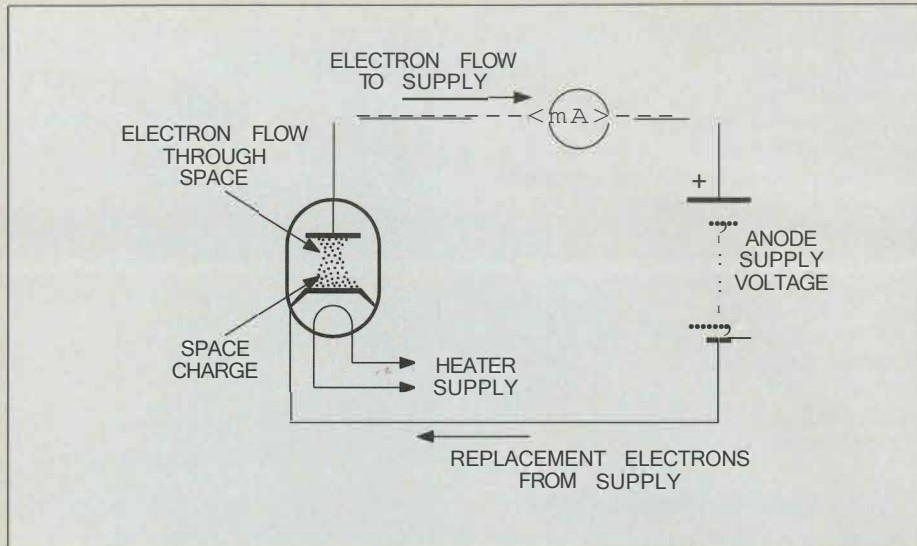 ELECTRON FLOW
TO SUPPLY
<mA>
ELECTRON FLOW
THROUGH
SPACE
+
ANODE
SUPPLY
VOLTAGE
SPACE
CHARGE
HEATER
SUPPLY
REPLACEMENT ELECTRONS
FROM SUPPLY